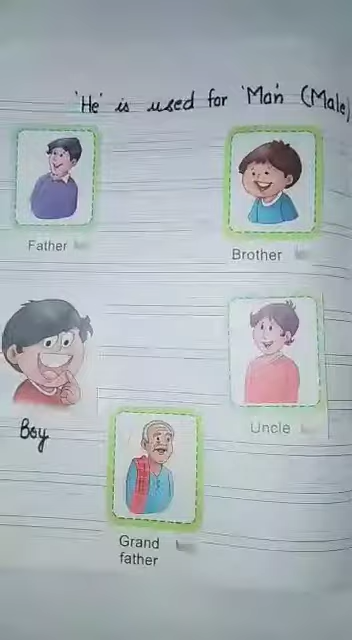 'He' is used for 'Man' (Male)
Father
Brother
Boy
Uncle
Grand
father